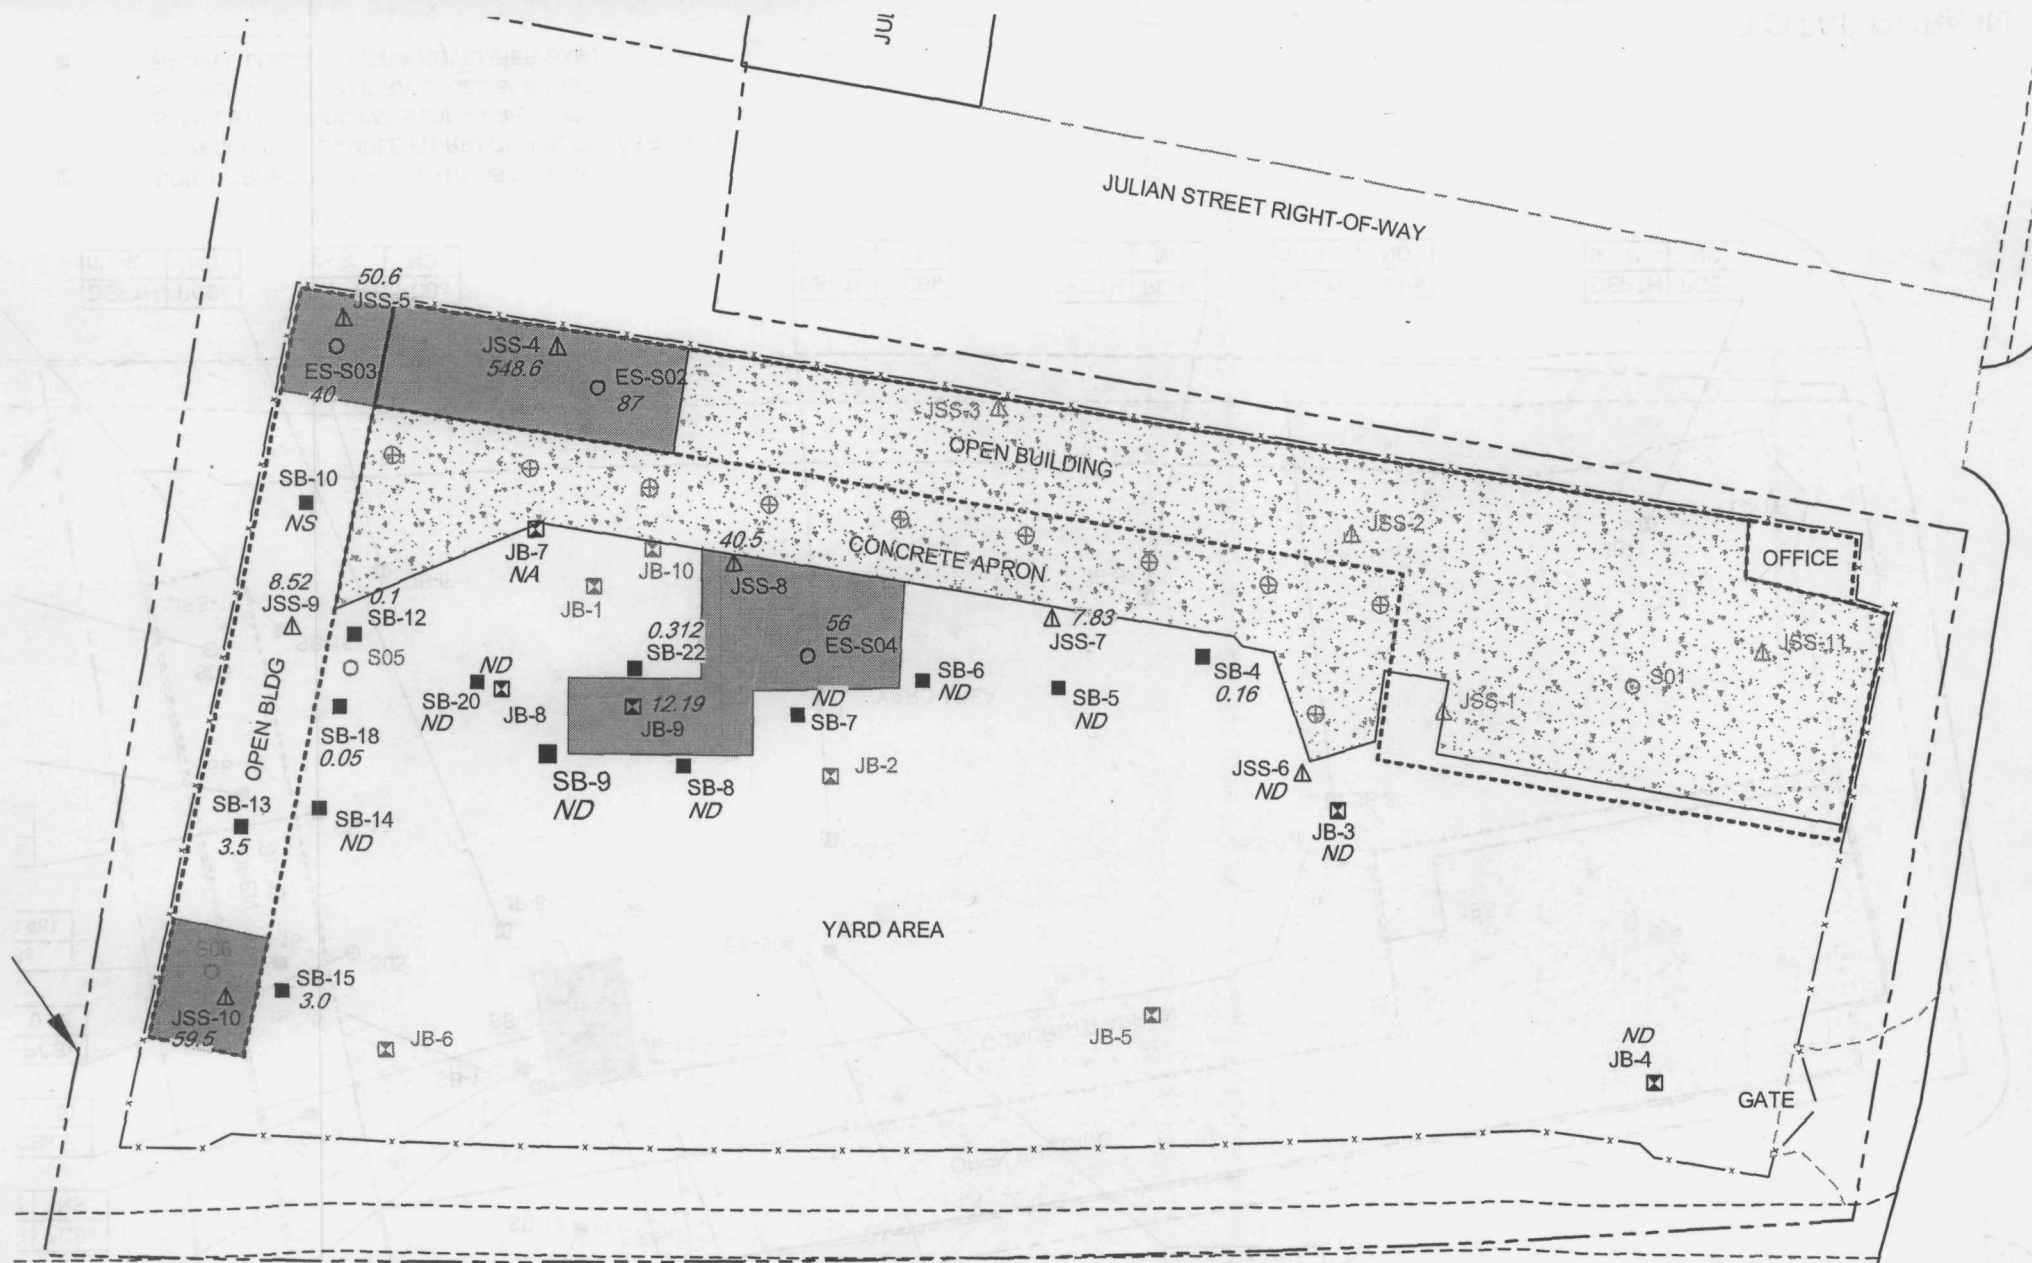 JUL
JULIAN STREET RIGHT-OF-WAY
50.6
JSS-5
ES-S03
40
JSS-4
548.6
ES-S02
87
JSS-3
OPEN BUILDING
JSS-2
OFFICE
SB-10
NS
JB-7
NA
JB-10
JB-1
40.5
JSS-8
CONCRETE APRON
8.52
JSS-9
0.1
SB-12
S05
0.312
SB-22
56
ES-S04
7.83
JSS-7
JSS-11
S01
JSS-1
OPEN BLDG
ND
SB-20
ND
JB-8
12.19
JB-9
ND
SB-7
SB-6
ND
SB-5
ND
SB-4
0.16
SB-18
0.05
SB-9
ND
SB-8
ND
JB-2
JSS-6
ND
SB-13
3.5
SB-14
ND
JB-3
ND
YARD AREA
S06
JSS-10
59.5
SB-15
3.0
JB-6
JB-5
ND
JB-4
GATE